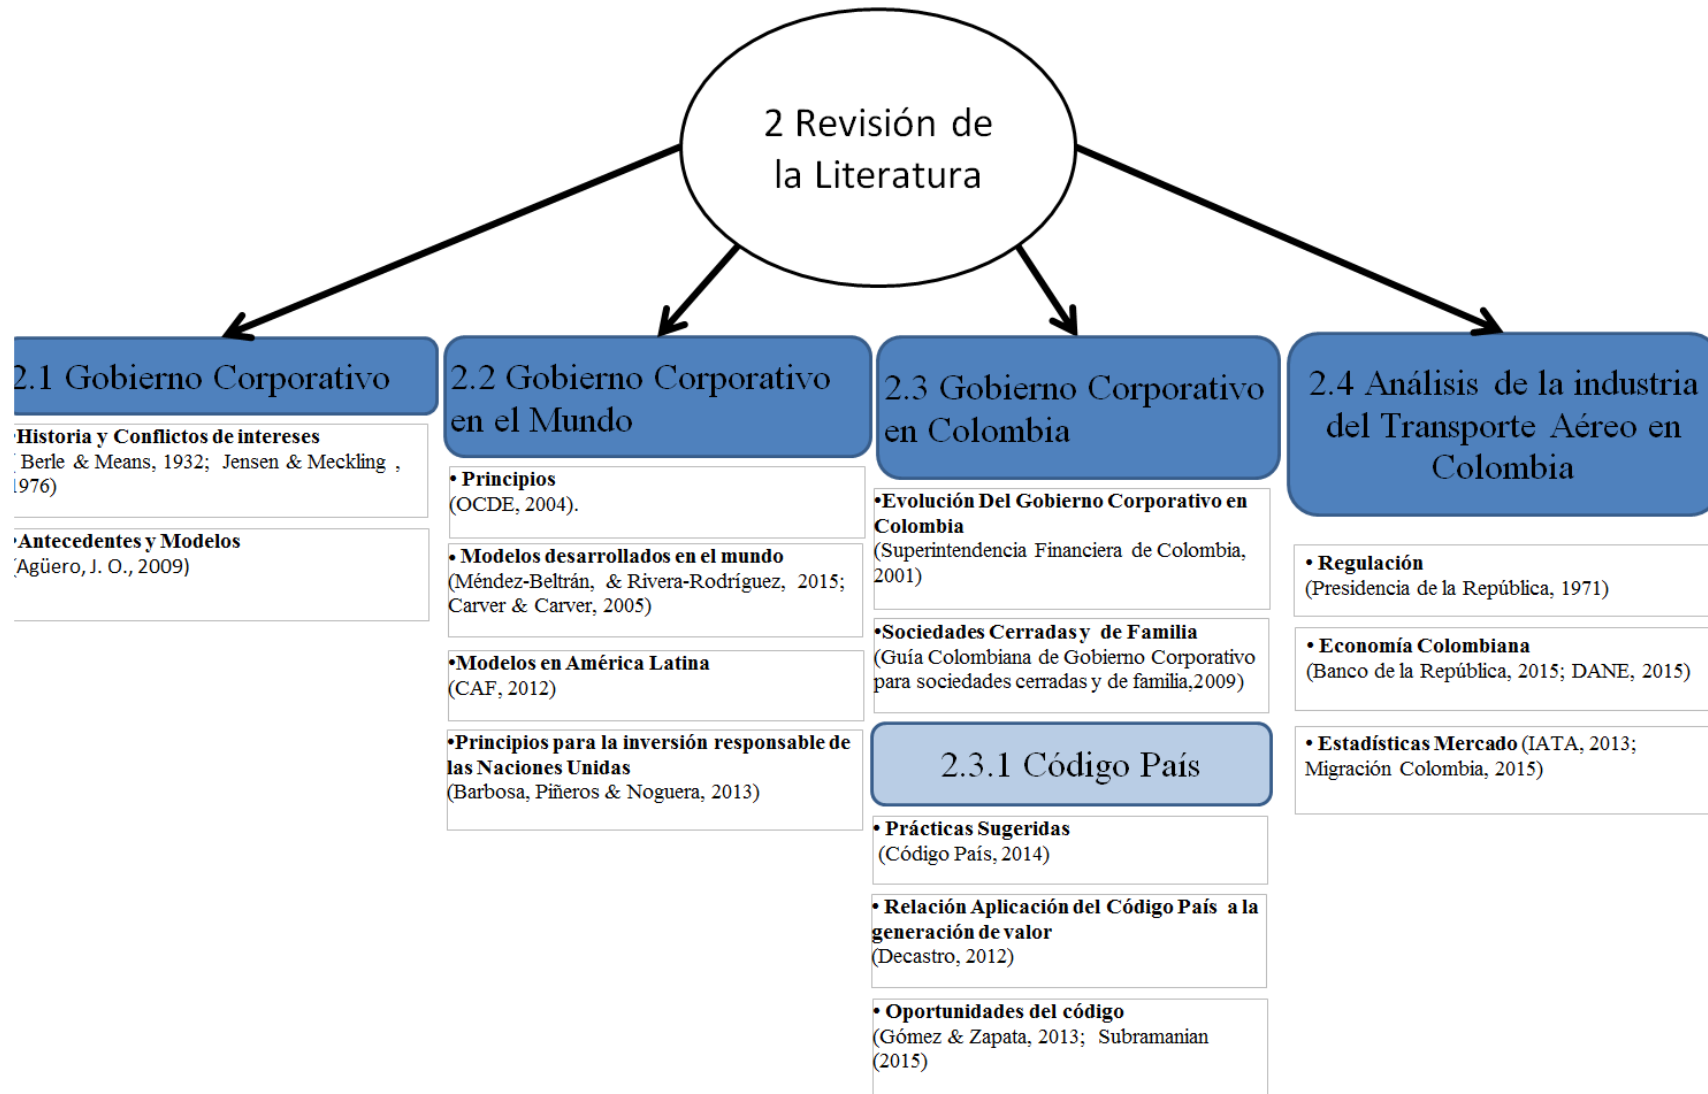 2 Revisión de
la Literatura
2.1 Gobierno Corporativo
•Historia y Conflictos de intereses
( Berle & Means, 1932; Jensen & Meckling ,
1976)
•Antecedentes y Modelos
(Agüero, J. O., 2009)
2.2 Gobierno Corporativo
en el Mundo
• Principios
(OCDE, 2004).
• Modelos desarrollados en el mundo
(Méndez-Beltrán, & Rivera-Rodríguez, 2015;
Carver & Carver, 2005)
•Modelos en América Latina
(CAF, 2012)
•Principios para la inversión responsable de
las Naciones Unidas
(Barbosa, Piñeros & Noguera, 2013)
2.3 Gobierno Corporativo
en Colombia
•Evolución Del Gobierno Corporativo en
Colombia
(Superintendencia Financiera de Colombia,
2001)
•Sociedades Cerradas y de Familia
(Guía Colombiana de Gobierno Corporativo
para sociedades cerradas y de familia,2009)
2.3.1 Código País
• Prácticas Sugeridas
(Código País, 2014)
• Relación Aplicación del Código País a la
generación de valor
(Decastro, 2012)
• Oportunidades del código
(Gómez & Zapata, 2013; Subramanian
(2015)
2.4 Análisis de la industria
del Transporte Aéreo en
Colombia
• Regulación
(Presidencia de la República, 1971)
• Economía Colombiana
(Banco de la República, 2015; DANE, 2015)
• Estadísticas Mercado (IATA, 2013;
Migración Colombia, 2015)